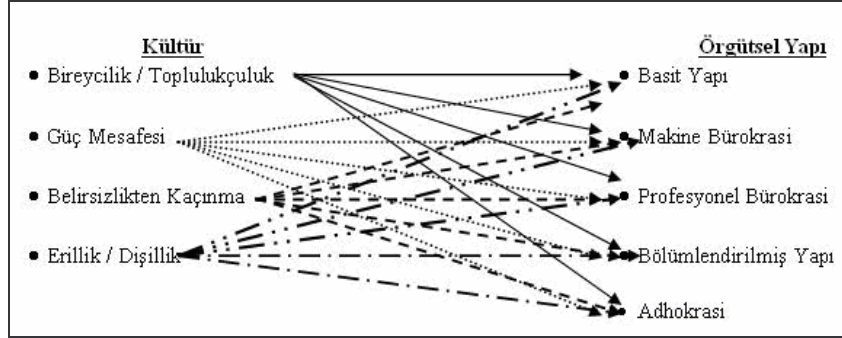 Kültür
Örgütsel Yapı
Bireycilik / Toplulukçuluk
Basit Yapı
Güç Mesafesi
Makine Bürokrasi
Belirsizlikten Kaçınma
Profesyonel Bürokrasi
Erillik / Dişillik
Bölümlendirilmiş Yapı
Adhokrasi